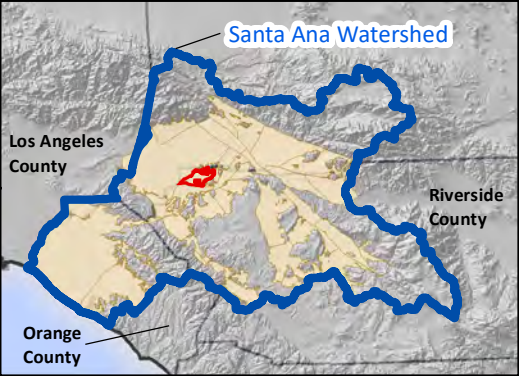 Santa Ana Watershed
Los Angeles
County
Riverside
County
Orange
County